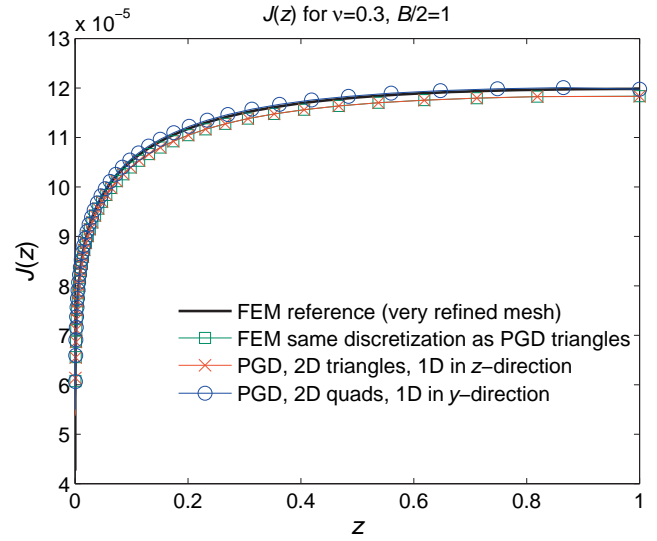 J(z) for ν=0.3, B/2=1
x 10⁻⁵
13
12
11
10
9
8
7
6
5
4
J(z)
FEM reference (very refined mesh)
FEM same discretization as PGD triangles
PGD, 2D triangles, 1D in z−direction
PGD, 2D quads, 1D in y−direction
0 0.2 0.4 0.6 0.8 1
z